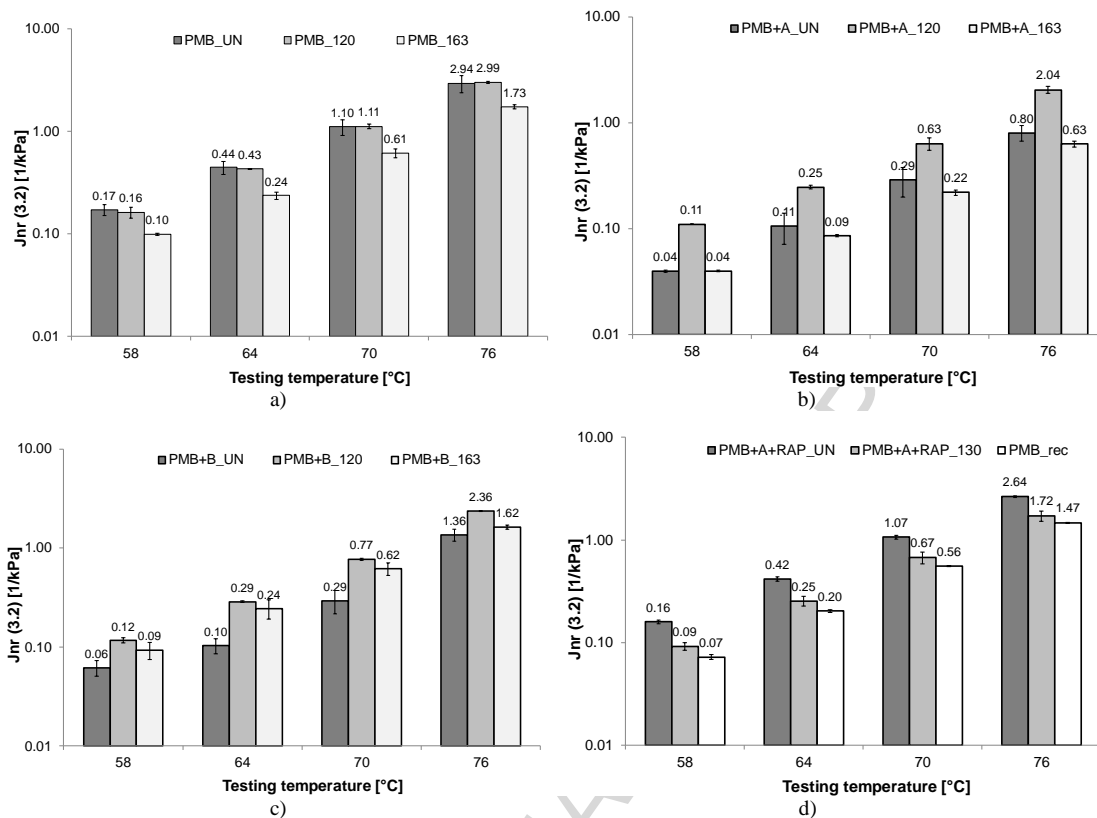 PMB_UN PMB_120 PMB_163
10.00
1.00
0.10
0.01
Jnr (3.2) [1/kPa]
0.17 0.16 0.10
0.44 0.43 0.24
1.10 1.11 0.61
2.94 2.99 1.73
58 64 70 76
Testing temperature [°C]
a)
PMB+A_UN PMB+A_120 PMB+A_163
10.00
1.00
0.10
0.01
Jnr (3.2) [1/kPa]
0.04 0.11 0.04
0.11 0.25 0.09
0.29 0.63 0.22
0.80 2.04 0.63
58 64 70 76
Testing temperature [°C]
b)
PMB+B_UN PMB+B_120 PMB+B_163
10.00
1.00
0.10
0.01
Jnr (3.2) [1/kPa]
0.06 0.12 0.09
0.10 0.29 0.24
0.29 0.77 0.62
1.36 2.36 1.62
58 64 70 76
Testing temperature [°C]
c)
PMB+A+RAP_UN PMB+A+RAP_130 PMB_rec
10.00
1.00
0.10
0.01
Jnr (3.2) [1/kPa]
0.16 0.09 0.07
0.42 0.25 0.20
1.07 0.67 0.56
2.64 1.72 1.47
58 64 70 76
Testing temperature [°C]
d)